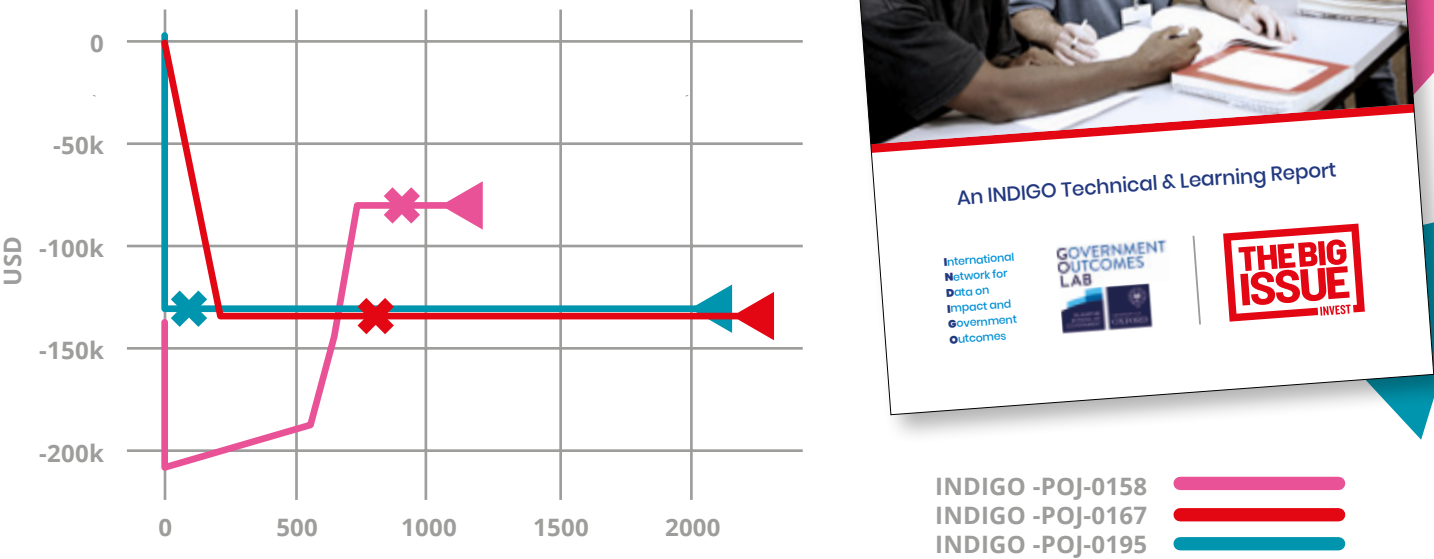 0
-50k
-100k
-150k
-200k
USD
0
500
1000
1500
2000
An INDIGO Technical & Learning Report
International
Network for
Data on
Impact and
Government
Outcomes
GOVERNMENT
OUTCOMES
LAB
OXFORD
THE BIG
ISSUE
INVEST
INDIGO -POJ-0158
INDIGO -POJ-0167
INDIGO -POJ-0195